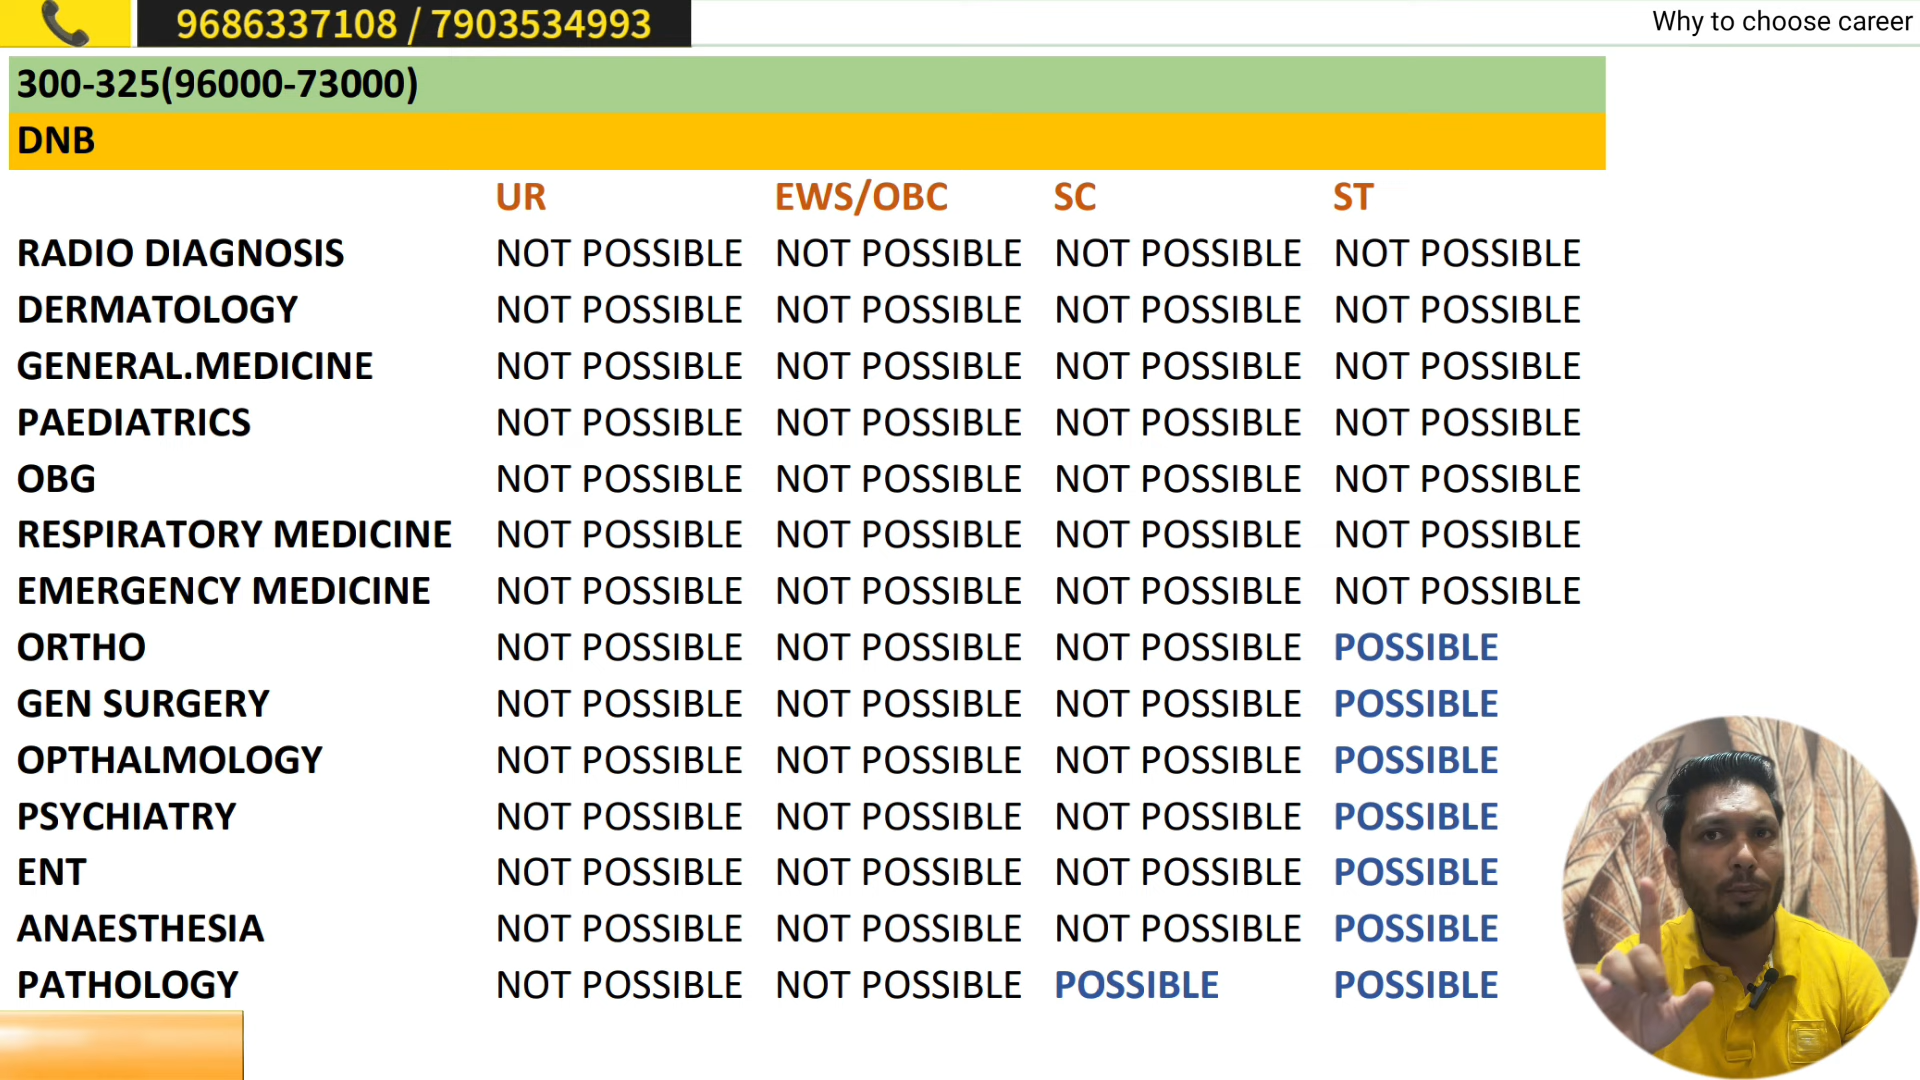 9686337108 / 7903534993
Why to choose career
300-325(96000-73000)
DNB
UR EWS/OBC SC ST
RADIO DIAGNOSIS NOT POSSIBLE NOT POSSIBLE NOT POSSIBLE NOT POSSIBLE
DERMATOLOGY NOT POSSIBLE NOT POSSIBLE NOT POSSIBLE NOT POSSIBLE
GENERAL.MEDICINE NOT POSSIBLE NOT POSSIBLE NOT POSSIBLE NOT POSSIBLE
PAEDIATRICS NOT POSSIBLE NOT POSSIBLE NOT POSSIBLE NOT POSSIBLE
OBG NOT POSSIBLE NOT POSSIBLE NOT POSSIBLE NOT POSSIBLE
RESPIRATORY MEDICINE NOT POSSIBLE NOT POSSIBLE NOT POSSIBLE NOT POSSIBLE
EMERGENCY MEDICINE NOT POSSIBLE NOT POSSIBLE NOT POSSIBLE NOT POSSIBLE
ORTHO NOT POSSIBLE NOT POSSIBLE NOT POSSIBLE POSSIBLE
GEN SURGERY NOT POSSIBLE NOT POSSIBLE NOT POSSIBLE POSSIBLE
OPTHALMOLOGY NOT POSSIBLE NOT POSSIBLE NOT POSSIBLE POSSIBLE
PSYCHIATRY NOT POSSIBLE NOT POSSIBLE NOT POSSIBLE POSSIBLE
ENT NOT POSSIBLE NOT POSSIBLE NOT POSSIBLE POSSIBLE
ANAESTHESIA NOT POSSIBLE NOT POSSIBLE NOT POSSIBLE POSSIBLE
PATHOLOGY NOT POSSIBLE NOT POSSIBLE POSSIBLE POSSIBLE